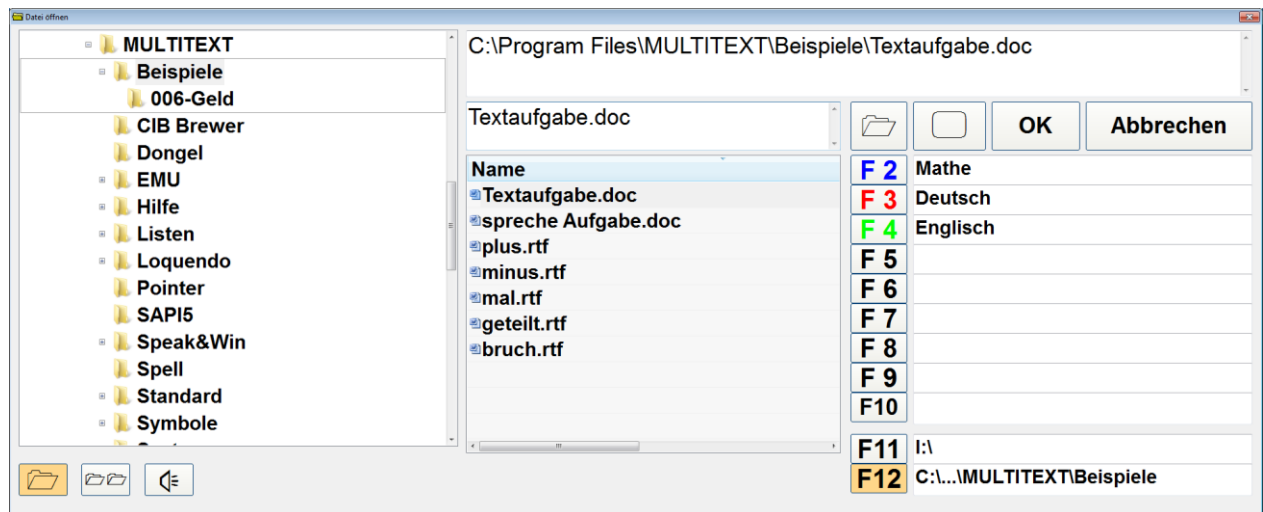 Datei öffnen
MULTITEXT
Beispiele
006-Geld
CIB Brewer
Dongel
EMU
Hilfe
Listen
Loquendo
Pointer
SAPI5
Speak&Win
Spell
Standard
Symbole
C:\Program Files\MULTITEXT\Beispiele\Textaufgabe.doc
Textaufgabe.doc
OK
Abbrechen
Name
Textaufgabe.doc
spreche Aufgabe.doc
plus.rtf
minus.rtf
mal.rtf
geteilt.rtf
bruch.rtf
F 2 Mathe
F 3 Deutsch
F 4 Englisch
F 5
F 6
F 7
F 8
F 9
F10
F11 I:\
F12 C:\...\MULTITEXT\Beispiele